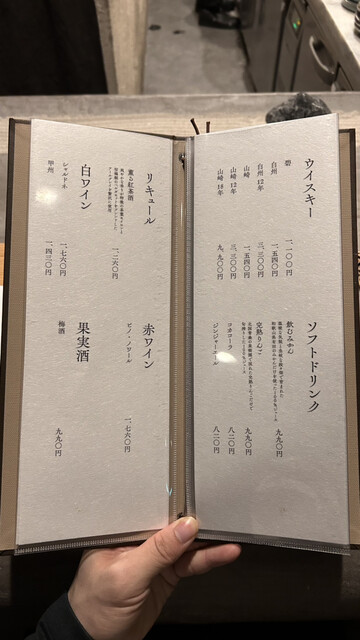 ウイスキー
碧 一、一〇〇円
白州 一、五四〇円
白州 12年 三、三〇〇円
山崎 一、五四〇円
山崎 12年 三、三〇〇円
山崎 18年 九、九〇〇円
ソフトドリンク
飲むみかん 九九〇円
完熟りんご 九九〇円
コカコーラ 八二〇円
ジンジャーエール 八二〇円
リキュール
薫る紅茶酒 一、二六〇円
白ワイン
シャルドネ 一、七六〇円
甲州 一、四三〇円
赤ワイン
ピノ・ノワール 一、七六〇円
果実酒
梅酒 九九〇円